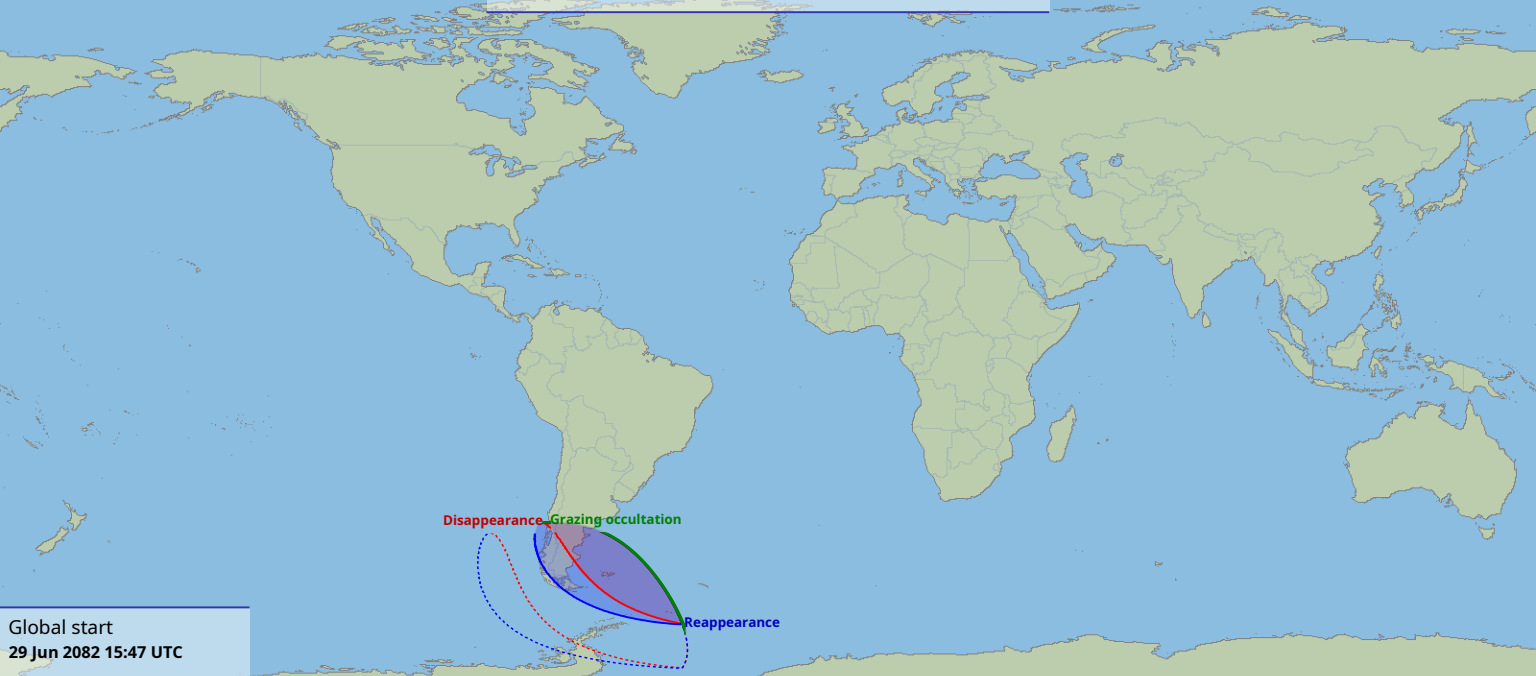 Disappearance
Grazing occultation
Reappearance
Global start
29 Jun 2082 15:47 UTC